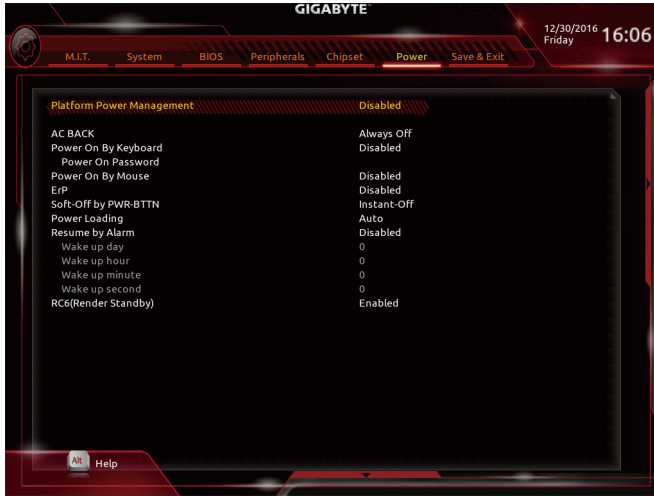 GIGABYTE
12/30/2016 16:06
Friday
M.I.T. System BIOS Peripherals Chipset Power Save & Exit
Platform Power Management Disabled
AC BACK Always Off
Power On By Keyboard Disabled
Power On Password
Power On By Mouse Disabled
ErP Disabled
Soft-Off by PWR-BTTN Instant-Off
Power Loading Auto
Resume by Alarm Disabled
Wake up day 0
Wake up hour 0
Wake up minute 0
Wake up second 0
RC6(Render Standby) Enabled
Alt Help